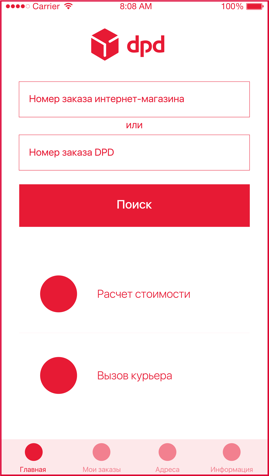 Carrier 8:08 AM 100%
dpd
Номер заказа интернет-магазина
или
Номер заказа DPD
Поиск
Расчет стоимости
Вызов курьера
Главная Мои заказы Адреса Информация